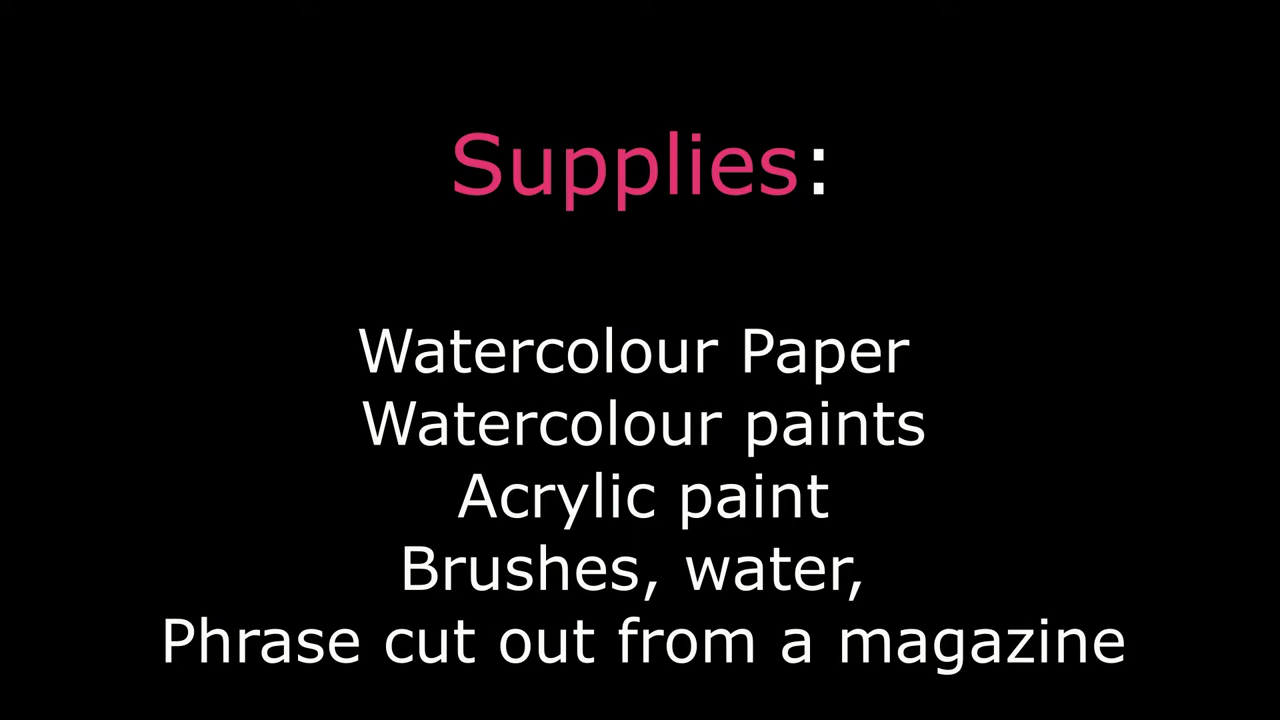 Supplies:
Watercolour Paper
Watercolour paints
Acrylic paint
Brushes, water,
Phrase cut out from a magazine